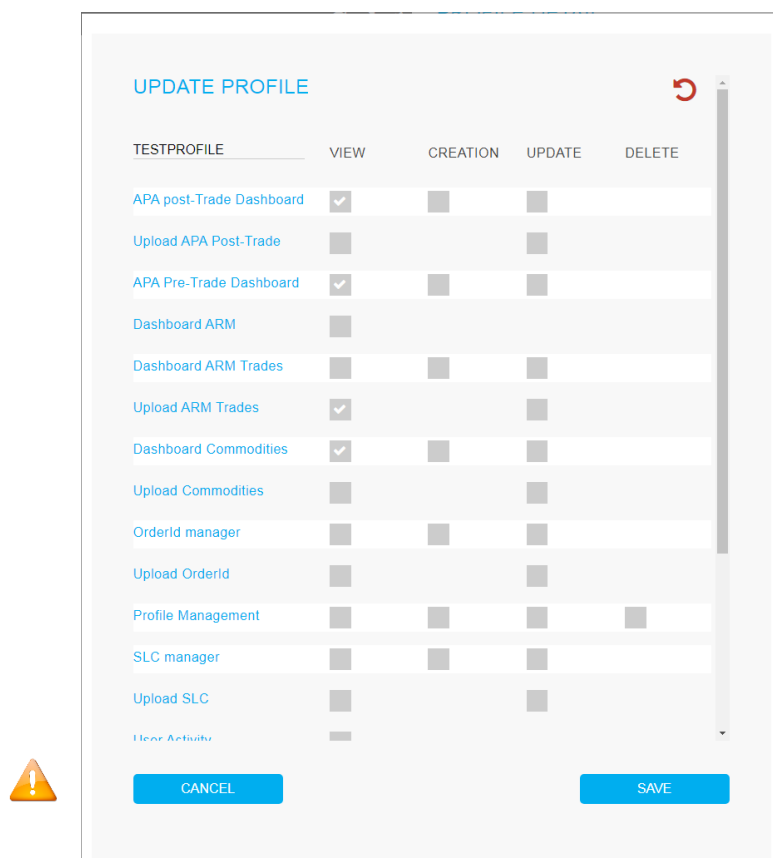 UPDATE PROFILE
TESTPROFILE VIEW CREATION UPDATE DELETE
APA post-Trade Dashboard
Upload APA Post-Trade
APA Pre-Trade Dashboard
Dashboard ARM
Dashboard ARM Trades
Upload ARM Trades
Dashboard Commodities
Upload Commodities
OrderId manager
Upload OrderId
Profile Management
SLC manager
Upload SLC
User Activity
CANCEL SAVE